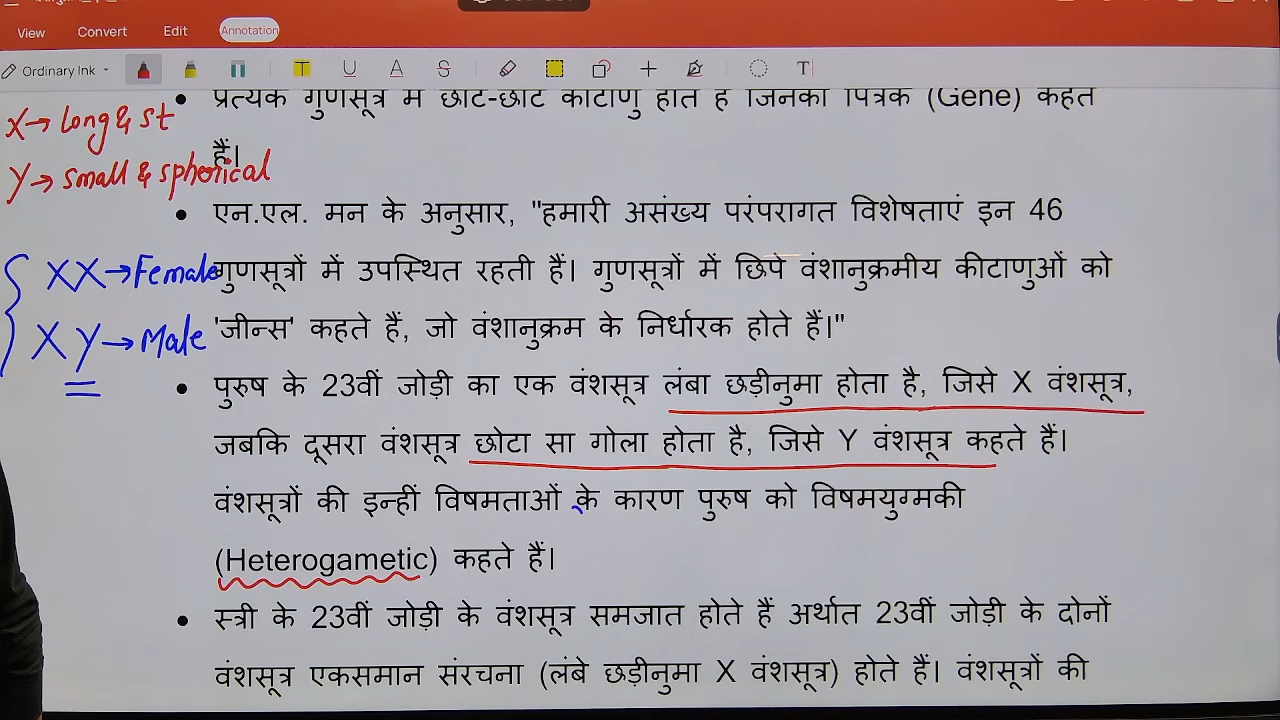 View Convert Edit Annotation
Ordinary Ink
प्रत्येक गुणसूत्र में छोटे-छोटे कीटाणु होते हैं जिनको पित्रैक (Gene) कहते
हैं।
X→ Long & st
Y→ small & spherical
एन.एल. मन के अनुसार, "हमारी असंख्य परंपरागत विशेषताएं इन 46
XX→Female
गुणसूत्रों में उपस्थित रहती हैं। गुणसूत्रों में छिपे वंशानुक्रमीय कीटाणुओं को
XY→Male
'जीन्स' कहते हैं, जो वंशानुक्रम के निर्धारक होते हैं।"
पुरुष के 23वीं जोड़ी का एक वंशसूत्र लंबा छड़ीनुमा होता है, जिसे X वंशसूत्र,
जबकि दूसरा वंशसूत्र छोटा सा गोला होता है, जिसे Y वंशसूत्र कहते हैं।
वंशसूत्रों की इन्हीं विषमताओं के कारण पुरुष को विषमयुग्मकी
(Heterogametic) कहते हैं।
स्त्री के 23वीं जोड़ी के वंशसूत्र समजात होते हैं अर्थात 23वीं जोड़ी के दोनों
वंशसूत्र एकसमान संरचना (लंबे छड़ीनुमा X वंशसूत्र) होते हैं। वंशसूत्रों की